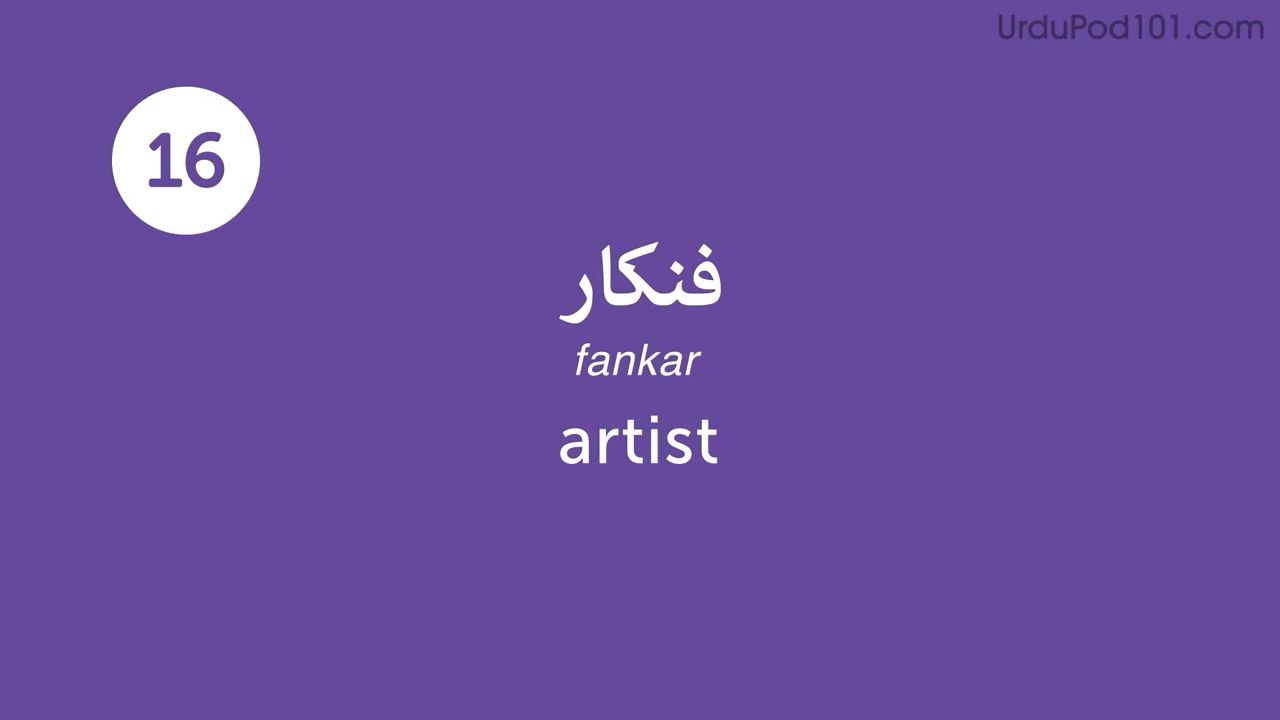 UrduPod101.com
16
فنکار
fankar
artist